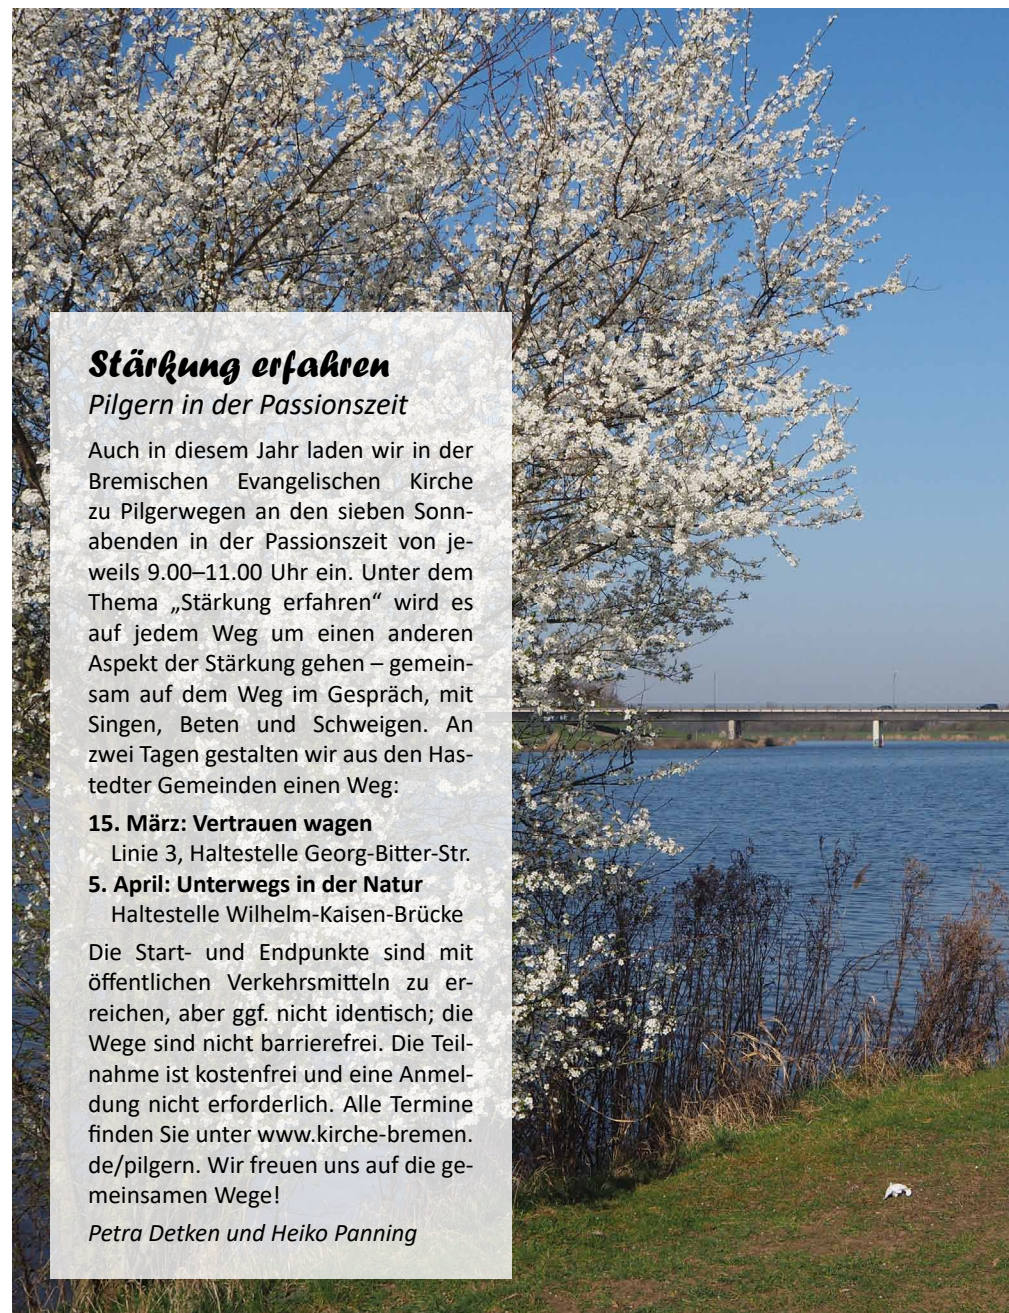 Stärkung erfahren
Pilgern in der Passionszeit
Auch in diesem Jahr laden wir in der
Bremischen Evangelischen Kirche
zu Pilgerwegen an den sieben Sonn-
abenden in der Passionszeit von je-
weils 9.00–11.00 Uhr ein. Unter dem
Thema „Stärkung erfahren“ wird es
auf jedem Weg um einen anderen
Aspekt der Stärkung gehen – gemein-
sam auf dem Weg im Gespräch, mit
Singen, Beten und Schweigen. An
zwei Tagen gestalten wir aus den Has-
tedter Gemeinden einen Weg:
15. März: Vertrauen wagen
Linie 3, Haltestelle Georg-Bitter-Str.
5. April: Unterwegs in der Natur
Haltestelle Wilhelm-Kaisen-Brücke
Die Start- und Endpunkte sind mit
öffentlichen Verkehrsmitteln zu er-
reichen, aber ggf. nicht identisch; die
Wege sind nicht barrierefrei. Die Teil-
nahme ist kostenfrei und eine Anmel-
dung nicht erforderlich. Alle Termine
finden Sie unter www.kirche-bremen.
de/pilgern. Wir freuen uns auf die ge-
meinsamen Wege!
Petra Detken und Heiko Panning